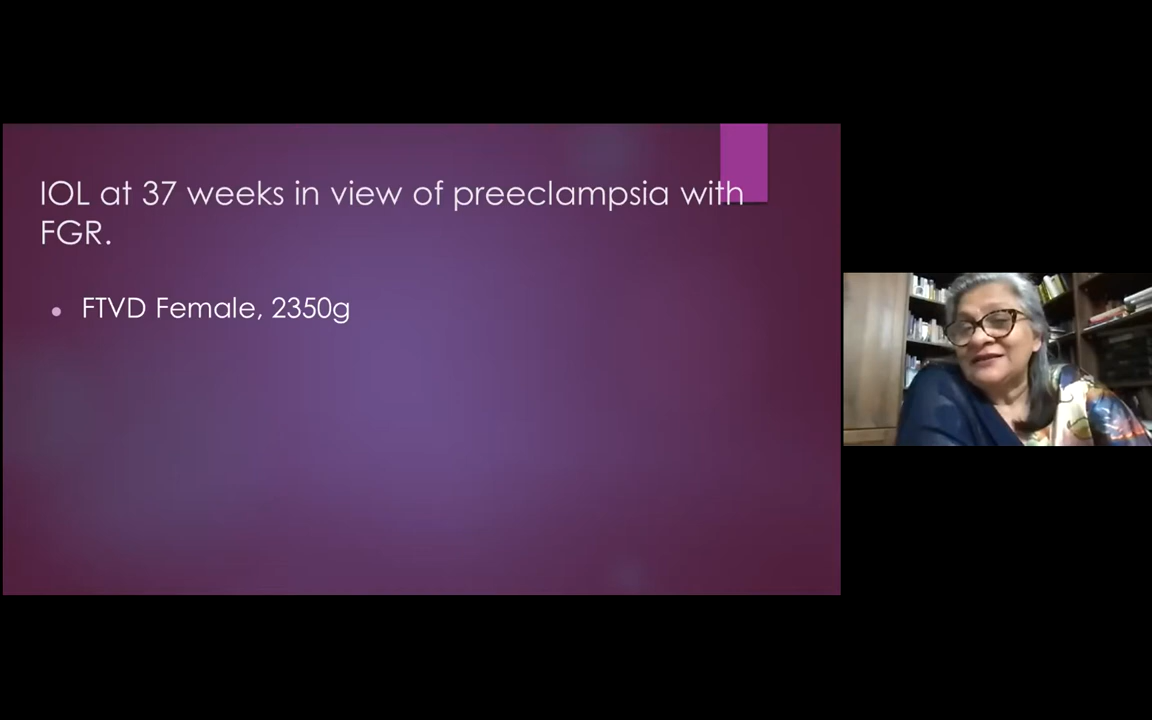 IOL at 37 weeks in view of preeclampsia with
FGR.
FTVD Female, 2350g